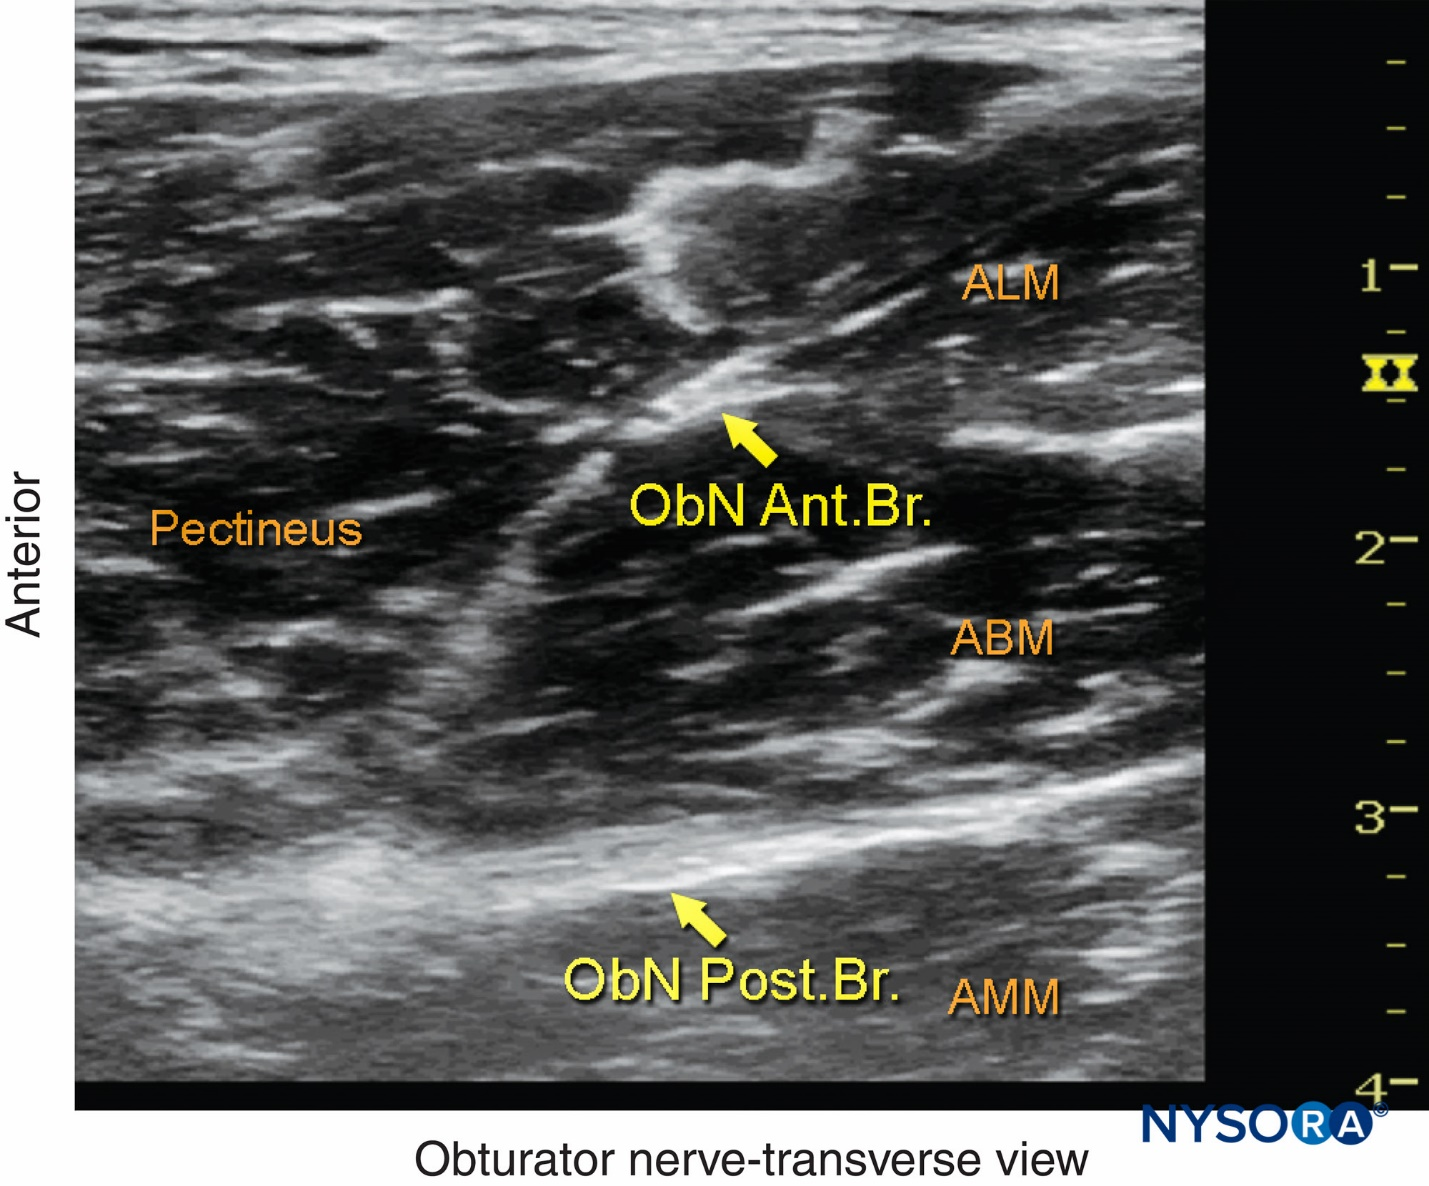 ALM
1
ObN Ant.Br.
Pectineus
2
Anterior
ABM
3
ObN Post.Br.
AMM
4
NYSORA©
Obturator nerve-transverse view